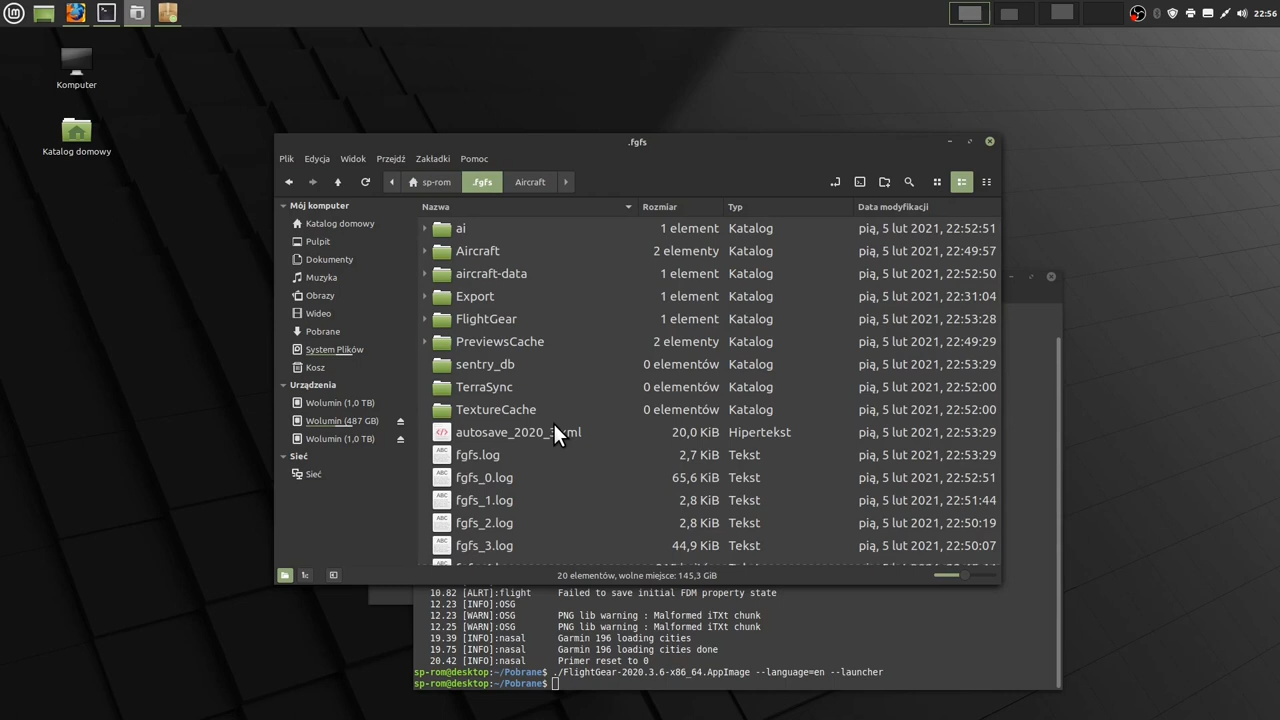 22:56
Komputer
Katalog domowy
.fgfs
Plik Edycja Widok Przejdź Zakładki Pomoc
sp-rom .fgfs Aircraft
Mój komputer
Katalog domowy
Pulpit
Dokumenty
Muzyka
Obrazy
Wideo
Pobrane
System Plików
Kosz
Urządzenia
Wolumin (1,0 TB)
Wolumin (487 GB)
Wolumin (1,0 TB)
Sieć
Sieć
Nazwa Rozmiar Typ Data modyfikacji
ai 1 element Katalog pią, 5 lut 2021, 22:52:51
Aircraft 2 elementy Katalog pią, 5 lut 2021, 22:49:57
aircraft-data 1 element Katalog pią, 5 lut 2021, 22:52:50
Export 1 element Katalog pią, 5 lut 2021, 22:31:04
FlightGear 1 element Katalog pią, 5 lut 2021, 22:53:28
PreviewsCache 2 elementy Katalog pią, 5 lut 2021, 22:49:29
sentry_db 0 elementów Katalog pią, 5 lut 2021, 22:53:29
TerraSync 0 elementów Katalog pią, 5 lut 2021, 22:52:00
TextureCache 0 elementów Katalog pią, 5 lut 2021, 22:52:00
20,0 KiB Hipertekst pią, 5 lut 2021, 22:53:29
fgfs.log 2,7 KiB Tekst pią, 5 lut 2021, 22:53:29
fgfs_0.log 65,6 KiB Tekst pią, 5 lut 2021, 22:52:51
fgfs_1.log 2,8 KiB Tekst pią, 5 lut 2021, 22:51:44
fgfs_2.log 2,8 KiB Tekst pią, 5 lut 2021, 22:50:19
fgfs_3.log 44,9 KiB Tekst pią, 5 lut 2021, 22:50:07
20 elementów, wolne miejsce: 145,3 GiB
10.82 [ALRT]:flight Failed to save initial FDM property state
12.23 [INFO]:OSG
12.23 [WARN]:OSG PNG lib warning : Malformed iTXt chunk
12.25 [WARN]:OSG PNG lib warning : Malformed iTXt chunk
19.39 [INFO]:nasal Garmin 196 loading cities
19.75 [INFO]:nasal Garmin 196 loading cities done
20.42 [INFO]:nasal Primer reset to 0
sp-rom@desktop:~/Pobrane$ ./FlightGear-2020.3.6-x86_64.AppImage --language=en --launcher
sp-rom@desktop:~/Pobrane$